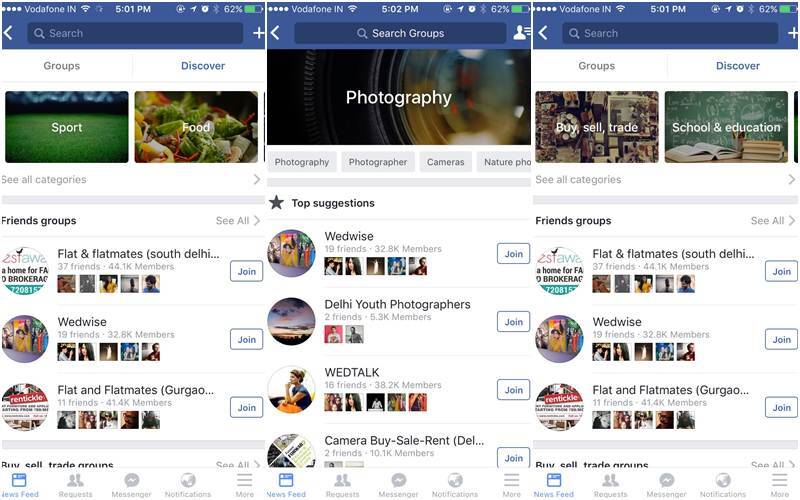 Vodafone IN 5:01 PM 62%
Search
Groups Discover
Sport Food
See all categories
Friends groups See All
Flat & flatmates (south delhi...
37 friends · 44.1K Members
a home for FA
D BROKERAG
7208157
Join
Wedwise
19 friends · 32.8K Members
Join
Flat and Flatmates (Gurgao...
11 friends · 41.4K Members
rentickle
Join
Buy, sell, trade groups See All
News Feed Requests Messenger Notifications More
Vodafone IN 5:02 PM 62%
Search Groups
Photography
Photography Photographer Cameras Nature pho
Top suggestions
Wedwise
19 friends · 32.8K Members
Join
Delhi Youth Photographers
2 friends · 5.3K Members
Join
WEDTALK
16 friends · 38.2K Members
Join
Camera Buy-Sale-Rent (Del...
2 friends · 10.1K Members
Join
News Feed Requests Messenger Notifications More
Vodafone IN 5:01 PM 62%
Search
Groups Discover
Buy, sell, trade School & education
See all categories
Friends groups See All
Flat & flatmates (south delhi...
37 friends · 44.1K Members
a home for FA
D BROKERAG
7208157
Join
Wedwise
19 friends · 32.8K Members
Join
Flat and Flatmates (Gurgao...
11 friends · 41.4K Members
rentickle
Join
Buy, sell, trade groups See All
News Feed Requests Messenger Notifications More